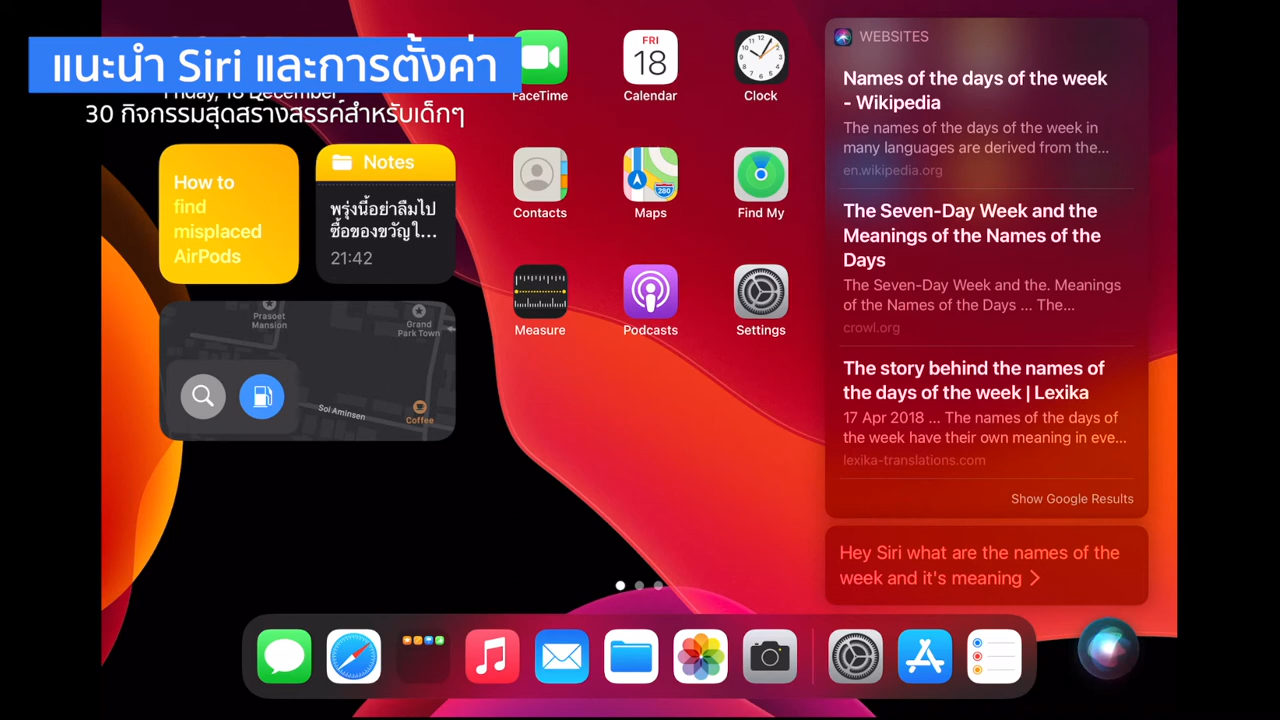 แนะนำ Siri และการตั้งค่า
Friday, 18 December
30 กิจกรรมสุดสร้างสรรค์สำหรับเด็กๆ
How to
find
misplaced
AirPods
Notes
พรุ่งนี้อย่าลืมไป
ซื้อของขวัญใ...
21:42
Prasoet
Mansion
Grand
Park Town
Soi Aminsen
Coffee
FaceTime
FRI
18
Calendar
12
Clock
Contacts
280
Maps
Find My
Measure
Podcasts
Settings
WEBSITES
Names of the days of the week
- Wikipedia
The names of the days of the week in
many languages are derived from the...
en.wikipedia.org
The Seven-Day Week and the
Meanings of the Names of the
Days
The Seven-Day Week and the. Meanings
of the Names of the Days ... The...
crowl.org
The story behind the names of
the days of the week | Lexika
17 Apr 2018 ... The names of the days of
the week have their own meaning in eve...
lexika-translations.com
Show Google Results
Hey Siri what are the names of the
week and it's meaning >